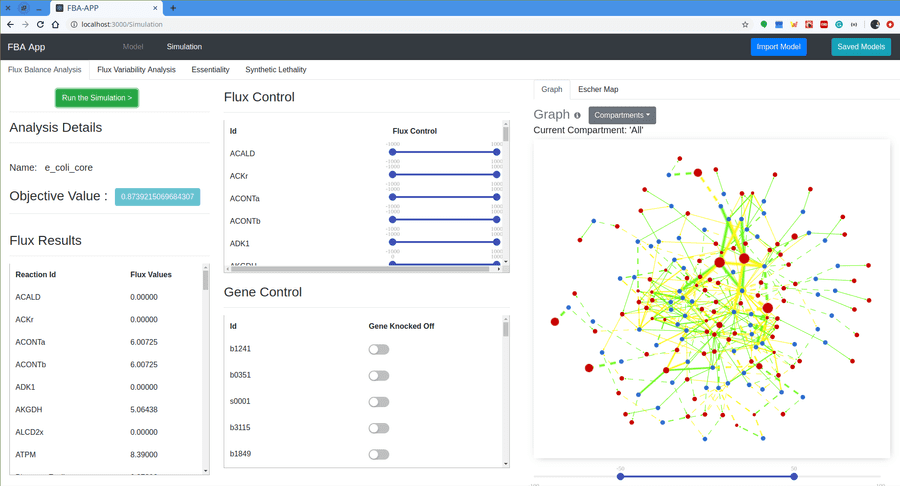 FBA-APP
localhost:3000/Simulation
FBA App
Model
Simulation
Import Model
Saved Models
Flux Balance Analysis
Flux Variability Analysis
Essentiality
Synthetic Lethality
Run the Simulation >
Analysis Details
Name: e_coli_core
Objective Value :
0.8739215069684307
Flux Results
Reaction Id Flux Values
ACALD 0.00000
ACKr 0.00000
ACONTa 6.00725
ACONTb 6.00725
ADK1 0.00000
AKGDH 5.06438
ALCD2x 0.00000
ATPM 8.39000
Flux Control
Id Flux Control
-1000 1000
ACALD
-1000 1000
ACKr
-1000 1000
ACONTa
-1000 1000
ACONTb
-1000 1000
ADK1
0 1000
AKGDH
Gene Control
Id Gene Knocked Off
b1241
b0351
s0001
b3115
b1849
Graph
Escher Map
Graph
Compartments
Current Compartment: 'All'
-50 50